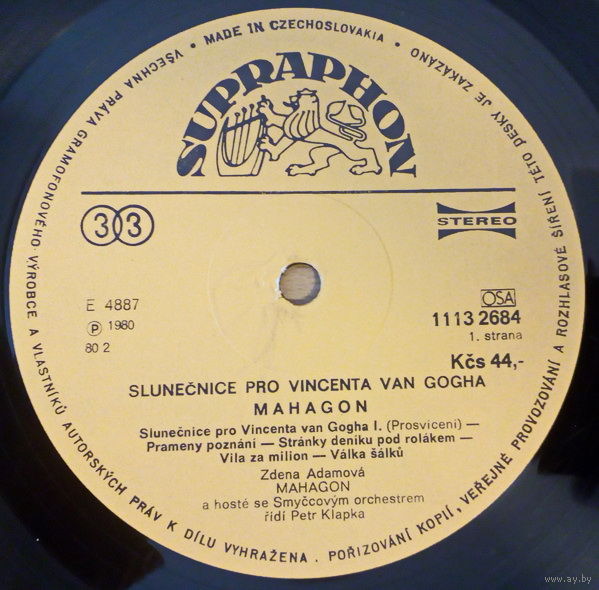 VŠECHNA PRÁVA GRAMOFONOVÉHO VÝROBCE A VLASTNÍKŮ AUTORSKÝCH PRÁV K DÍLU VYHRAŽENA . POŘIZOVÁNÍ KOPIÍ, VEŘEJNÉ PROVOZOVÁNÍ A ROZHLASOVÉ ŠÍŘENÍ TÉTO DESKY JE ZAKÁZÁNO
• MADE IN CZECHOSLOVAKIA •
SUPRAPHON
33
STEREO
E 4887
OSA
Ⓟ 1980
1113 2684
80 2
1. strana
Kčs 44,-
SLUNEČNICE PRO VINCENTA VAN GOGHA
MAHAGON
Slunečnice pro Vincenta van Gogha I. (Prosvícení) —
Prameny poznání — Stránky deníku pod rolákem —
Vila za milion — Válka šálků
Zdena Adamová
MAHAGON
a hosté se Smyčcovým orchestrem
řídí Petr Klapka
www.ay.by